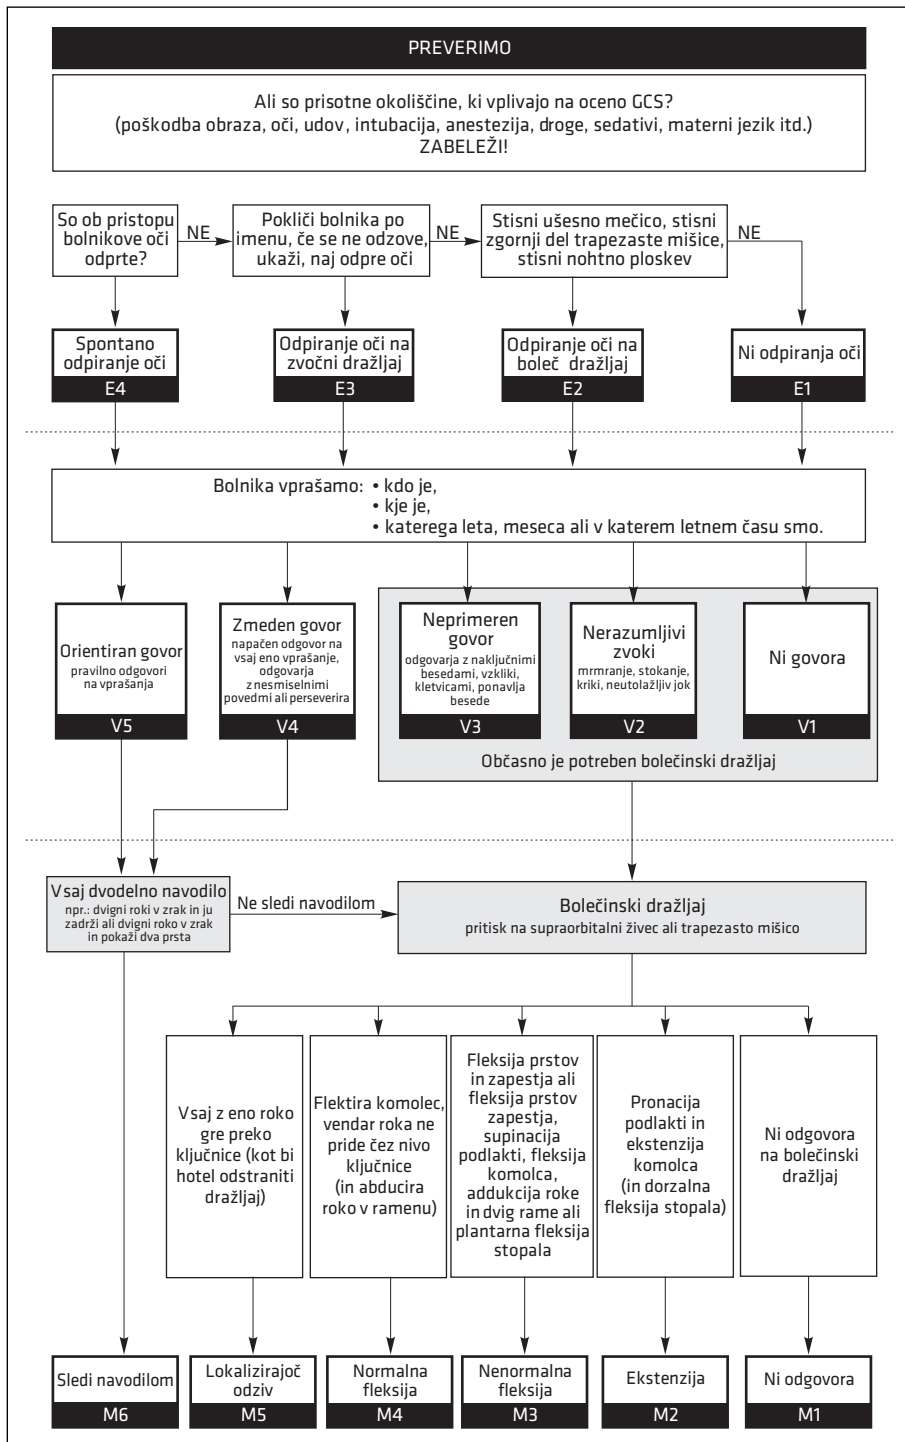 PREVERIMO
Ali so prisotne okoliščine, ki vplivajo na oceno GCS?
(poškodba obraza, oči, udov, intubacija, anestezija, droge, sedativi, materni jezik itd.)
ZABELEŽI!
So ob pristopu
bolnikove oči
odprte?
NE
Pokliči bolnika po
imenu, če se ne odzove,
ukaži, naj odpre oči
NE
Stisni ušesno mečico, stisni
zgornji del trapezaste mišice,
stisni nohtno ploskev
NE
Spontano
odpiranje oči
E4
Odpiranje oči na
zvočni dražljaj
E3
Odpiranje oči na
boleč dražljaj
E2
Ni odpiranja oči
E1
Bolnika vprašamo: • kdo je,
• kje je,
• katerega leta, meseca ali v katerem letnem času smo.
Orientiran govor
pravilno odgovori
na vprašanja
V5
Zmeden govor
napačen odgovor na
vsaj eno vprašanje,
odgovarja
z nesmiselnimi
povedmi ali perseverira
V4
Neprimeren
govor
odgovarja z naključnimi
besedami, vzkliki,
kletvicami, ponavlja
besede
V3
Nerazumljivi
zvoki
mrmranje, stokanje,
kriki, neutolažljiv jok
V2
Ni govora
V1
Občasno je potreben bolečinski dražljaj
Vsaj dvodelno navodilo
npr.: dvigni roki v zrak in ju
zadrži ali dvigni roko v zrak
in pokaži dva prsta
Ne sledi navodilom
Bolečinski dražljaj
pritisk na supraorbitalni živec ali trapezasto mišico
Vsaj z eno roko
gre preko
ključnice (kot bi
hotel odstraniti
dražljaj)
Flektira komolec,
vendar roka ne
pride čez nivo
ključnice
(in abducira
roko v ramenu)
Fleksija prstov
in zapestja ali
fleksija prstov
zapestja,
supinacija
podlakti, fleksija
komolca,
addukcija roke
in dvig rame ali
plantarna fleksija
stopala
Pronacija
podlakti in
ekstenzija
komolca
(in dorzalna
fleksija stopala)
Ni odgovora
na bolečinski
dražljaj
Sledi navodilom
M6
Lokalizirajoč
odziv
M5
Normalna
fleksija
M4
Nenormalna
fleksija
M3
Ekstenzija
M2
Ni odgovora
M1